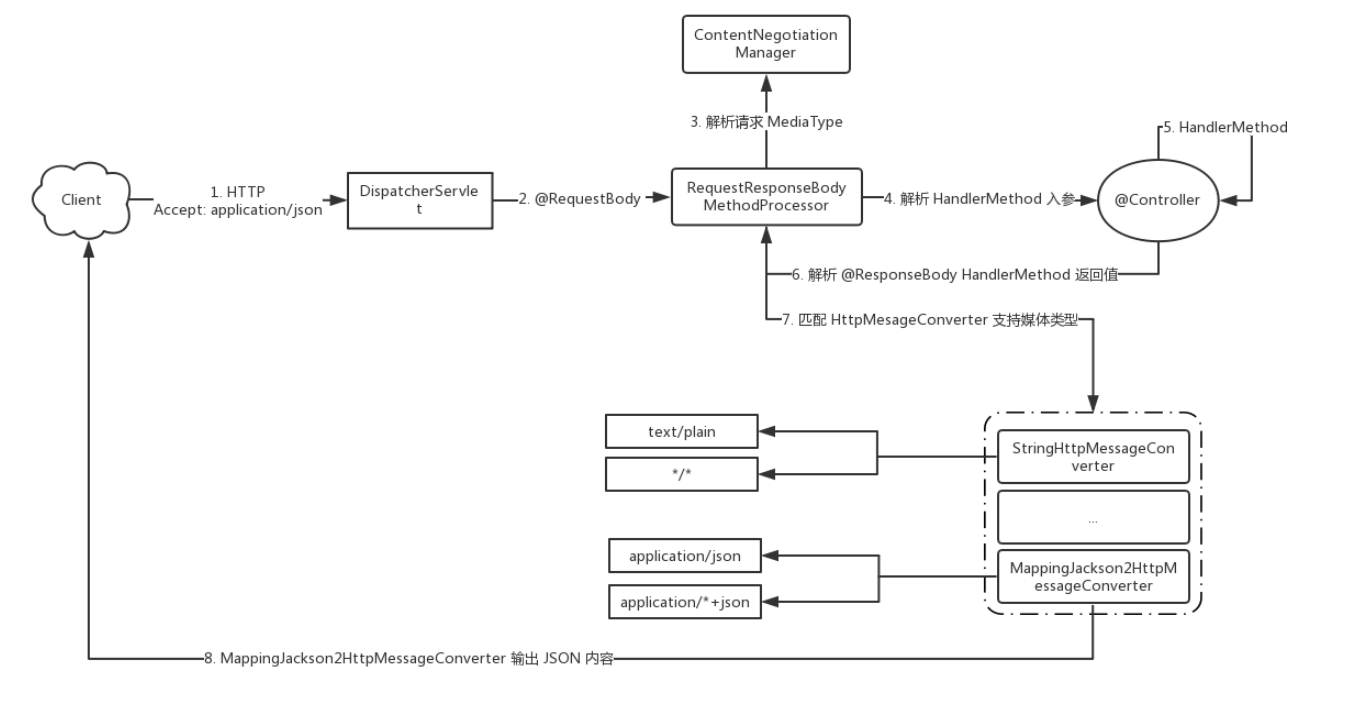 ContentNegotiation
Manager
3. 解析请求 MediaType
5. HandlerMethod
Client
1. HTTP
Accept: application/json
DispatcherServle
t
2. @RequestBody
RequestResponseBody
MethodProcessor
4. 解析 HandlerMethod 入参
@Controller
6. 解析 @ResponseBody HandlerMethod 返回值
7. 匹配 HttpMesageConverter 支持媒体类型
text/plain
*/*
StringHttpMessageCon
verter
...
application/json
application/*+json
MappingJackson2HttpM
essageConverter
8. MappingJackson2HttpMessageConverter 输出 JSON 内容